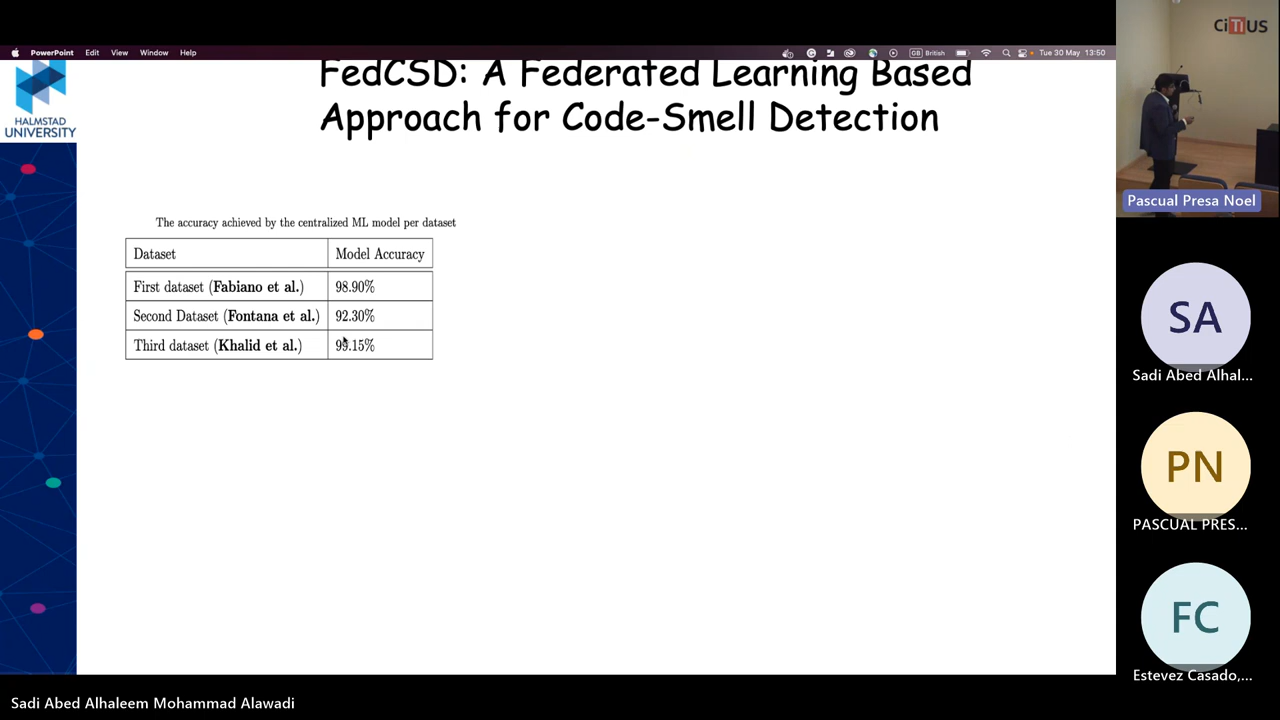 PowerPoint Edit View Window Help
GB British Tue 30 May 13:50
FedCSD: A Federated Learning Based
Approach for Code-Smell Detection
HALMSTAD
UNIVERSITY
The accuracy achieved by the centralized ML model per dataset
Dataset Model Accuracy
First dataset (Fabiano et al.) 98.90%
Second Dataset (Fontana et al.) 92.30%
Third dataset (Khalid et al.) 99.15%
CiTIUS
Pascual Presa Noel
SA
Sadi Abed Alhal...
PN
PASCUAL PRES...
FC
Estevez Casado,...
Sadi Abed Alhaleem Mohammad Alawadi